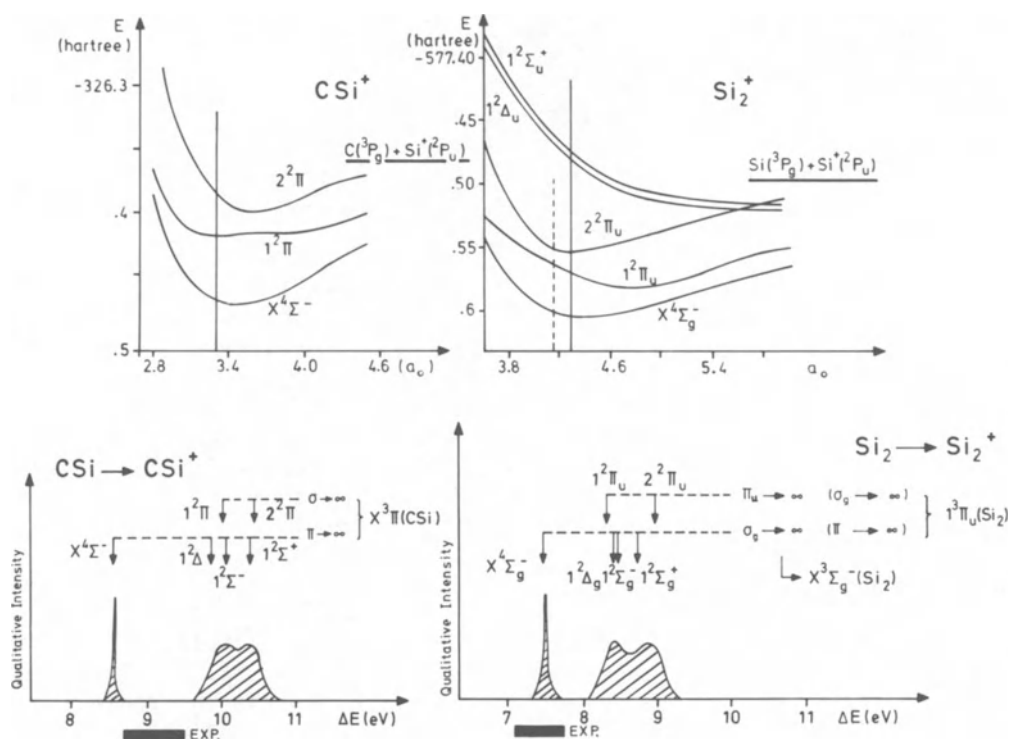 E
(hartree)
-326.3
.4
.5
CSi⁺
C(³P_g) + Si⁺(²P_u)
2²Π
1²Π
X⁴Σ⁻
2.8 3.4 4.0 4.6 (a₀)
E
(hartree)
-577.40
.45
.50
.55
.6
1²Σ_u⁺
1²Δ_u
Si₂⁺
Si(³P_g) + Si⁺(²P_u)
2²Π_u
1²Π_u
X⁴Σ_g⁻
3.8 4.6 5.4 a₀
CSi → CSi⁺
Qualitative Intensity
1²Π 2²Π
σ → ∞
π → ∞
X³Π(CSi)
X⁴Σ⁻
1²Δ
1²Σ⁻
1²Σ⁺
8 9 10 11 ΔE(eV)
EXP.
Si₂ → Si₂⁺
Qualitative Intensity
1²Π_u 2²Π_u
Π_u → ∞ (σ_g → ∞)
σ_g → ∞ (Π → ∞)
1³Π_u(Si₂)
X³Σ_g⁻(Si₂)
X⁴Σ_g⁻
1²Δ_g 1²Σ_g⁻ 1²Σ_g⁺
7 8 9 10 11 ΔE(eV)
EXP.